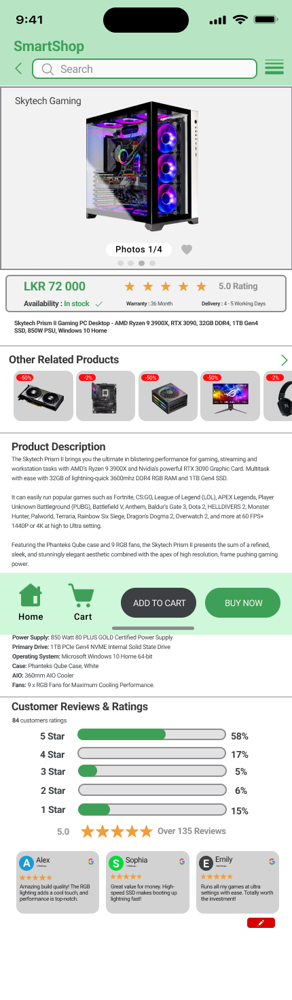 9:41
SmartShop
Search
Skytech Gaming
Photos 1/4
LKR 72 000
5.0 Rating
Availability : In stock
Warranty : 36 Month
Delivery : 4 - 5 Working Days
Skytech Prism II Gaming PC Desktop - AMD Ryzen 9 3900X, RTX 3090, 32GB DDR4, 1TB Gen4
SSD, 850W PSU, Windows 10 Home
Other Related Products
-50%
-2%
-50%
-50%
-2%
Product Description
The Skytech Prism II brings you the ultimate in blistering performance for gaming, streaming and
workstation tasks with AMD's Ryzen 9 3900X and Nvidia's powerful RTX 3090 Graphic Card. Multitask
with ease with 32GB of lightning-quick 3600mhz DDR4 RGB RAM and 1TB Gen4 SSD.
It can easily run popular games such as Fortnite, CS:GO, League of Legend (LOL), APEX Legends, Player
Unknown Battleground (PUBG), Battlefield V, Anthem, Baldur's Gate 3, Dota 2, HELLDIVERS 2, Monster
Hunter, Palworld, Terraria, Rainbow Six Siege, Dragon's Dogma 2, Overwatch 2, and more at 60 FPS+
1440P or 4K at high to Ultra setting.
Featuring the Phanteks Qube case and 9 RGB fans, the Skytech Prism II presents the sum of a refined,
sleek, and stunningly elegant aesthetic combined with the apex of high resolution, frame pushing gaming
power.
Home
Cart
ADD TO CART
BUY NOW
Power Supply: 850 Watt 80 PLUS GOLD Certified Power Supply
Primary Drive: 1TB PCIe Gen4 NVME Internal Solid State Drive
Operating System: Microsoft Windows 10 Home 64-bit
Case: Phanteks Qube Case, White
AIO: 360mm AIO Cooler
Fans: 9 x RGB Fans for Maximum Cooling Performance.
Customer Reviews & Ratings
84 customers ratings
5 Star 58%
4 Star 17%
3 Star 5%
2 Star 6%
1 Star 15%
5.0 Over 135 Reviews
A Alex
Amazing build quality! The RGB
lighting adds a cool touch, and
performance is top-notch.
S Sophia
Great value for money. High-
speed SSD makes booting up
lightning fast!
E Emily
Runs all my games at ultra
settings with ease. Totally worth
the investment!